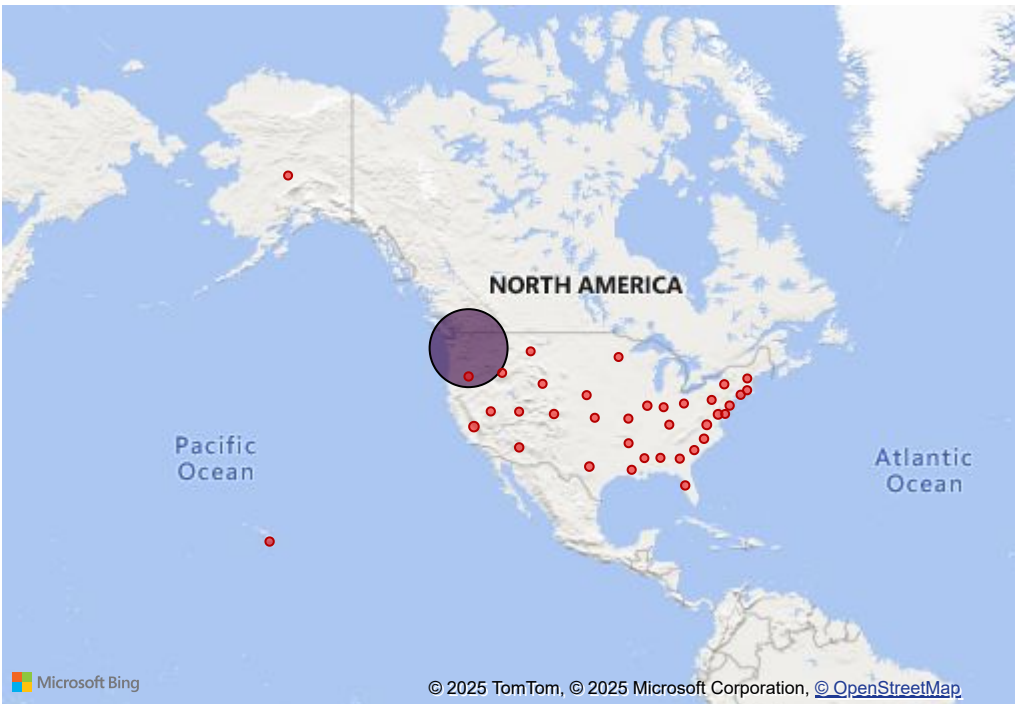 NORTH AMERICA
Pacific
Ocean
Atlantic
Ocean
Microsoft Bing
© 2025 TomTom, © 2025 Microsoft Corporation, © OpenStreetMap